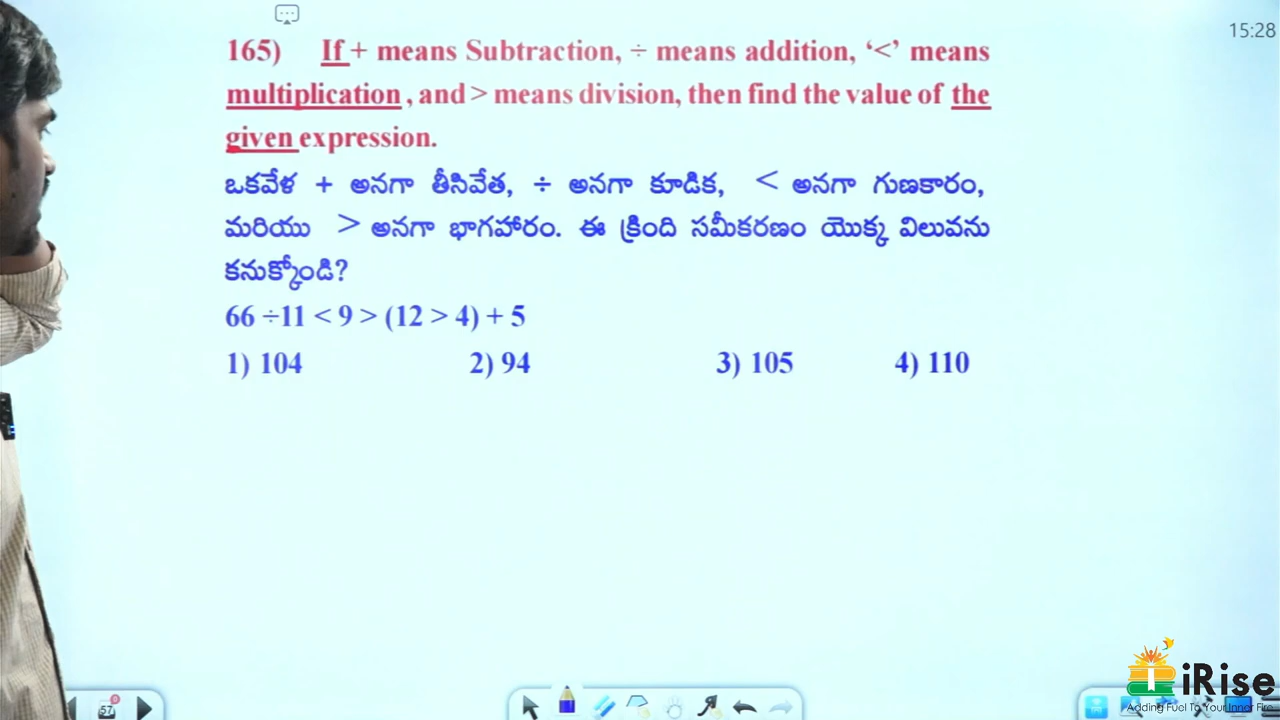 15:28
165) If + means Subtraction, ÷ means addition, ‘<’ means
multiplication , and > means division, then find the value of the
given expression.
ఒకవేళ + అనగా తీసివేత, ÷ అనగా కూడిక, < అనగా గుణకారం,
మరియు > అనగా భాగహారం. ఈ క్రింది సమీకరణం యొక్క విలువను
కనుక్కోండి?
66 ÷11 < 9 > (12 > 4) + 5
1) 104 2) 94 3) 105 4) 110
57
iRise
Adding Fuel To Your Inner Fire